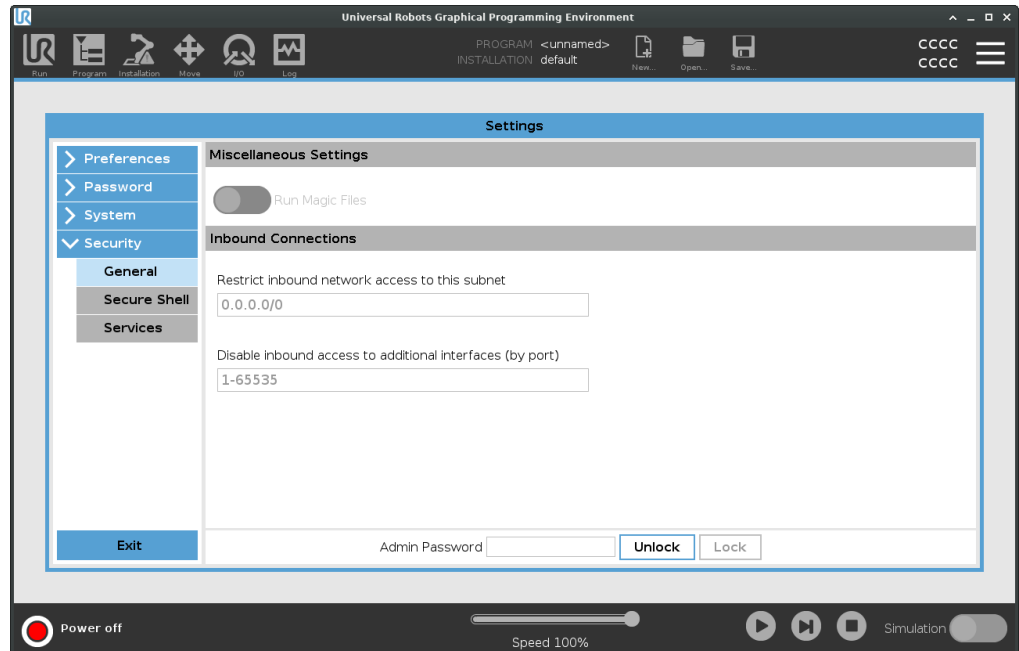 Universal Robots Graphical Programming Environment
UR
Run
Program
Installation
Move
I/O
Log
PROGRAM <unnamed>
INSTALLATION default
New...
Open...
Save...
CCCC
CCCC
Settings
Preferences
Password
System
Security
General
Secure Shell
Services
Exit
Miscellaneous Settings
Run Magic Files
Inbound Connections
Restrict inbound network access to this subnet
0.0.0.0/0
Disable inbound access to additional interfaces (by port)
1-65535
Admin Password
Unlock
Lock
Power off
Speed 100%
Simulation